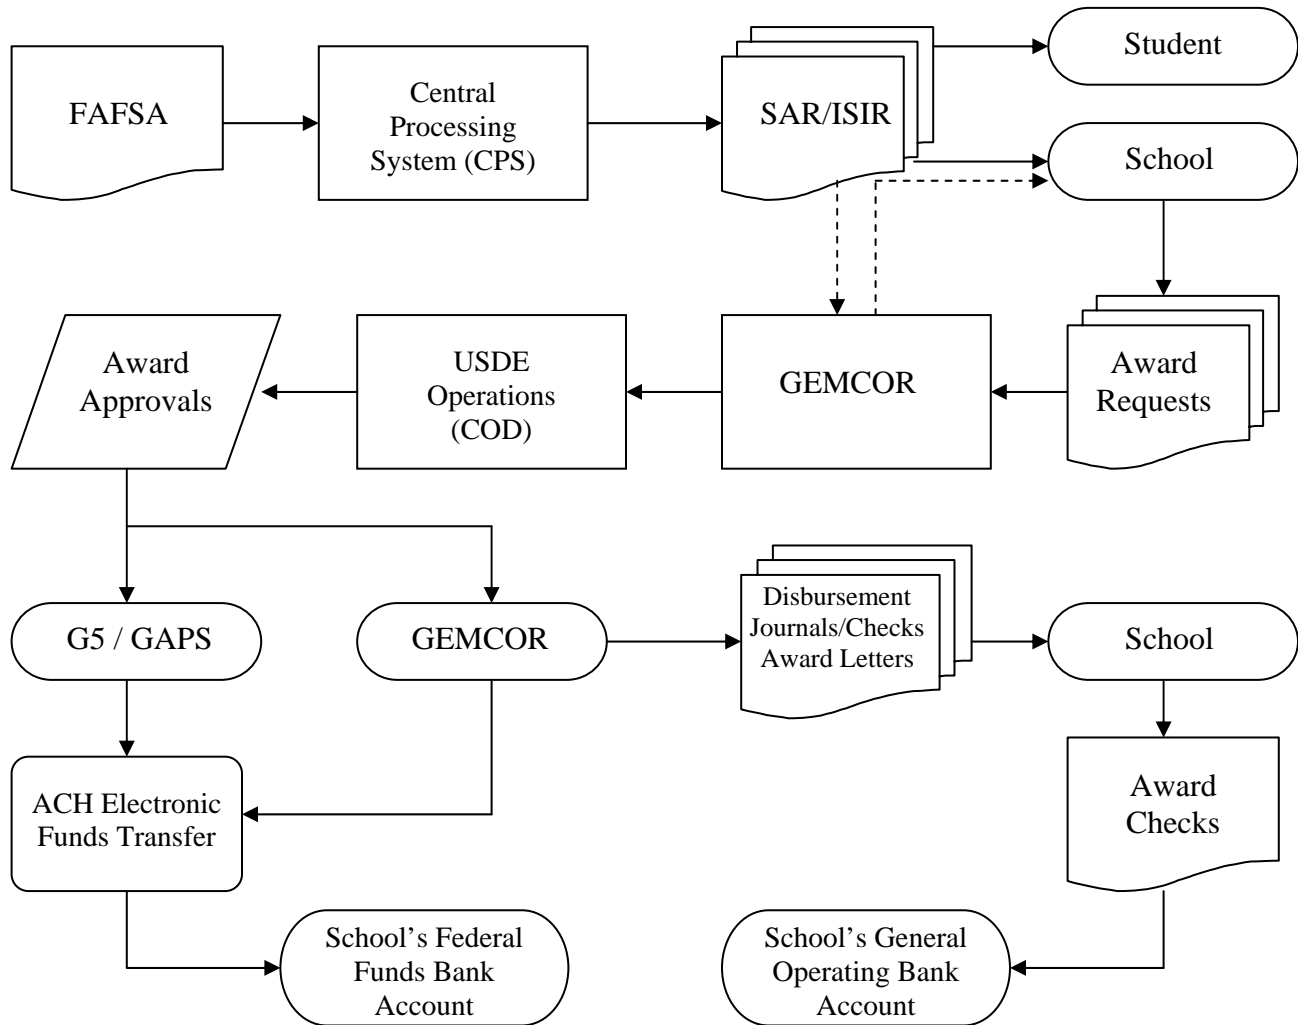 FAFSA
Central
Processing
System (CPS)
SAR/ISIR
Student
School
Award
Approvals
USDE
Operations
(COD)
GEMCOR
Award
Requests
G5 / GAPS
GEMCOR
Disbursement
Journals/Checks
Award Letters
School
ACH Electronic
Funds Transfer
Award
Checks
School’s Federal
Funds Bank
Account
School’s General
Operating Bank
Account